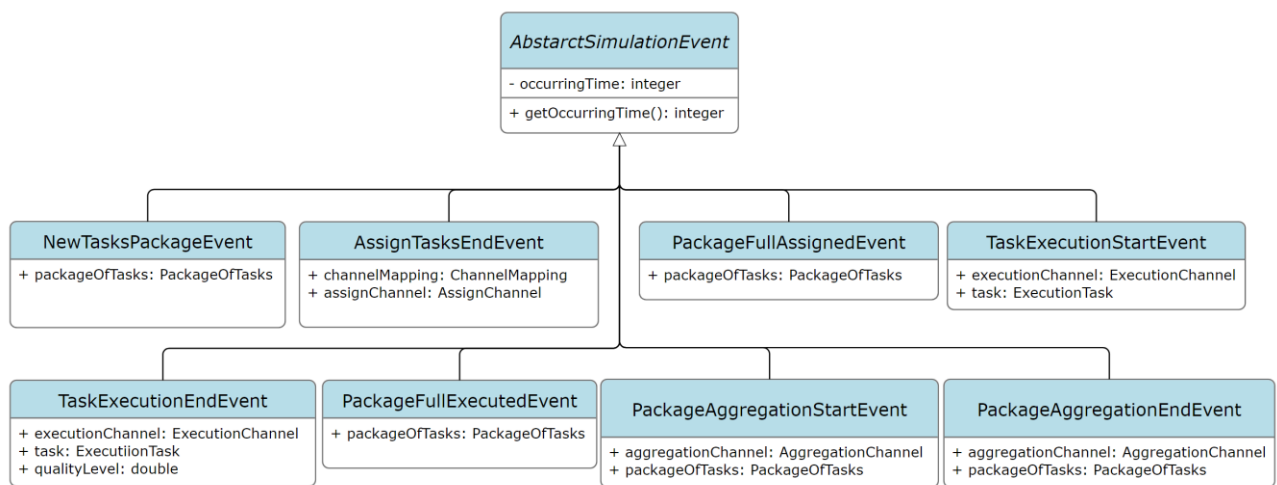 AbstarctSimulationEvent
- occurringTime: integer
+ getOccurringTime(): integer
NewTasksPackageEvent
+ packageOfTasks: PackageOfTasks
AssignTasksEndEvent
+ channelMapping: ChannelMapping
+ assignChannel: AssignChannel
PackageFullAssignedEvent
+ packageOfTasks: PackageOfTasks
TaskExecutionStartEvent
+ executionChannel: ExecutionChannel
+ task: ExecutionTask
TaskExecutionEndEvent
+ executionChannel: ExecutionChannel
+ task: ExecutiionTask
+ qualityLevel: double
PackageFullExecutedEvent
+ packageOfTasks: PackageOfTasks
PackageAggregationStartEvent
+ aggregationChannel: AggregationChannel
+ packageOfTasks: PackageOfTasks
PackageAggregationEndEvent
+ aggregationChannel: AggregationChannel
+ packageOfTasks: PackageOfTasks